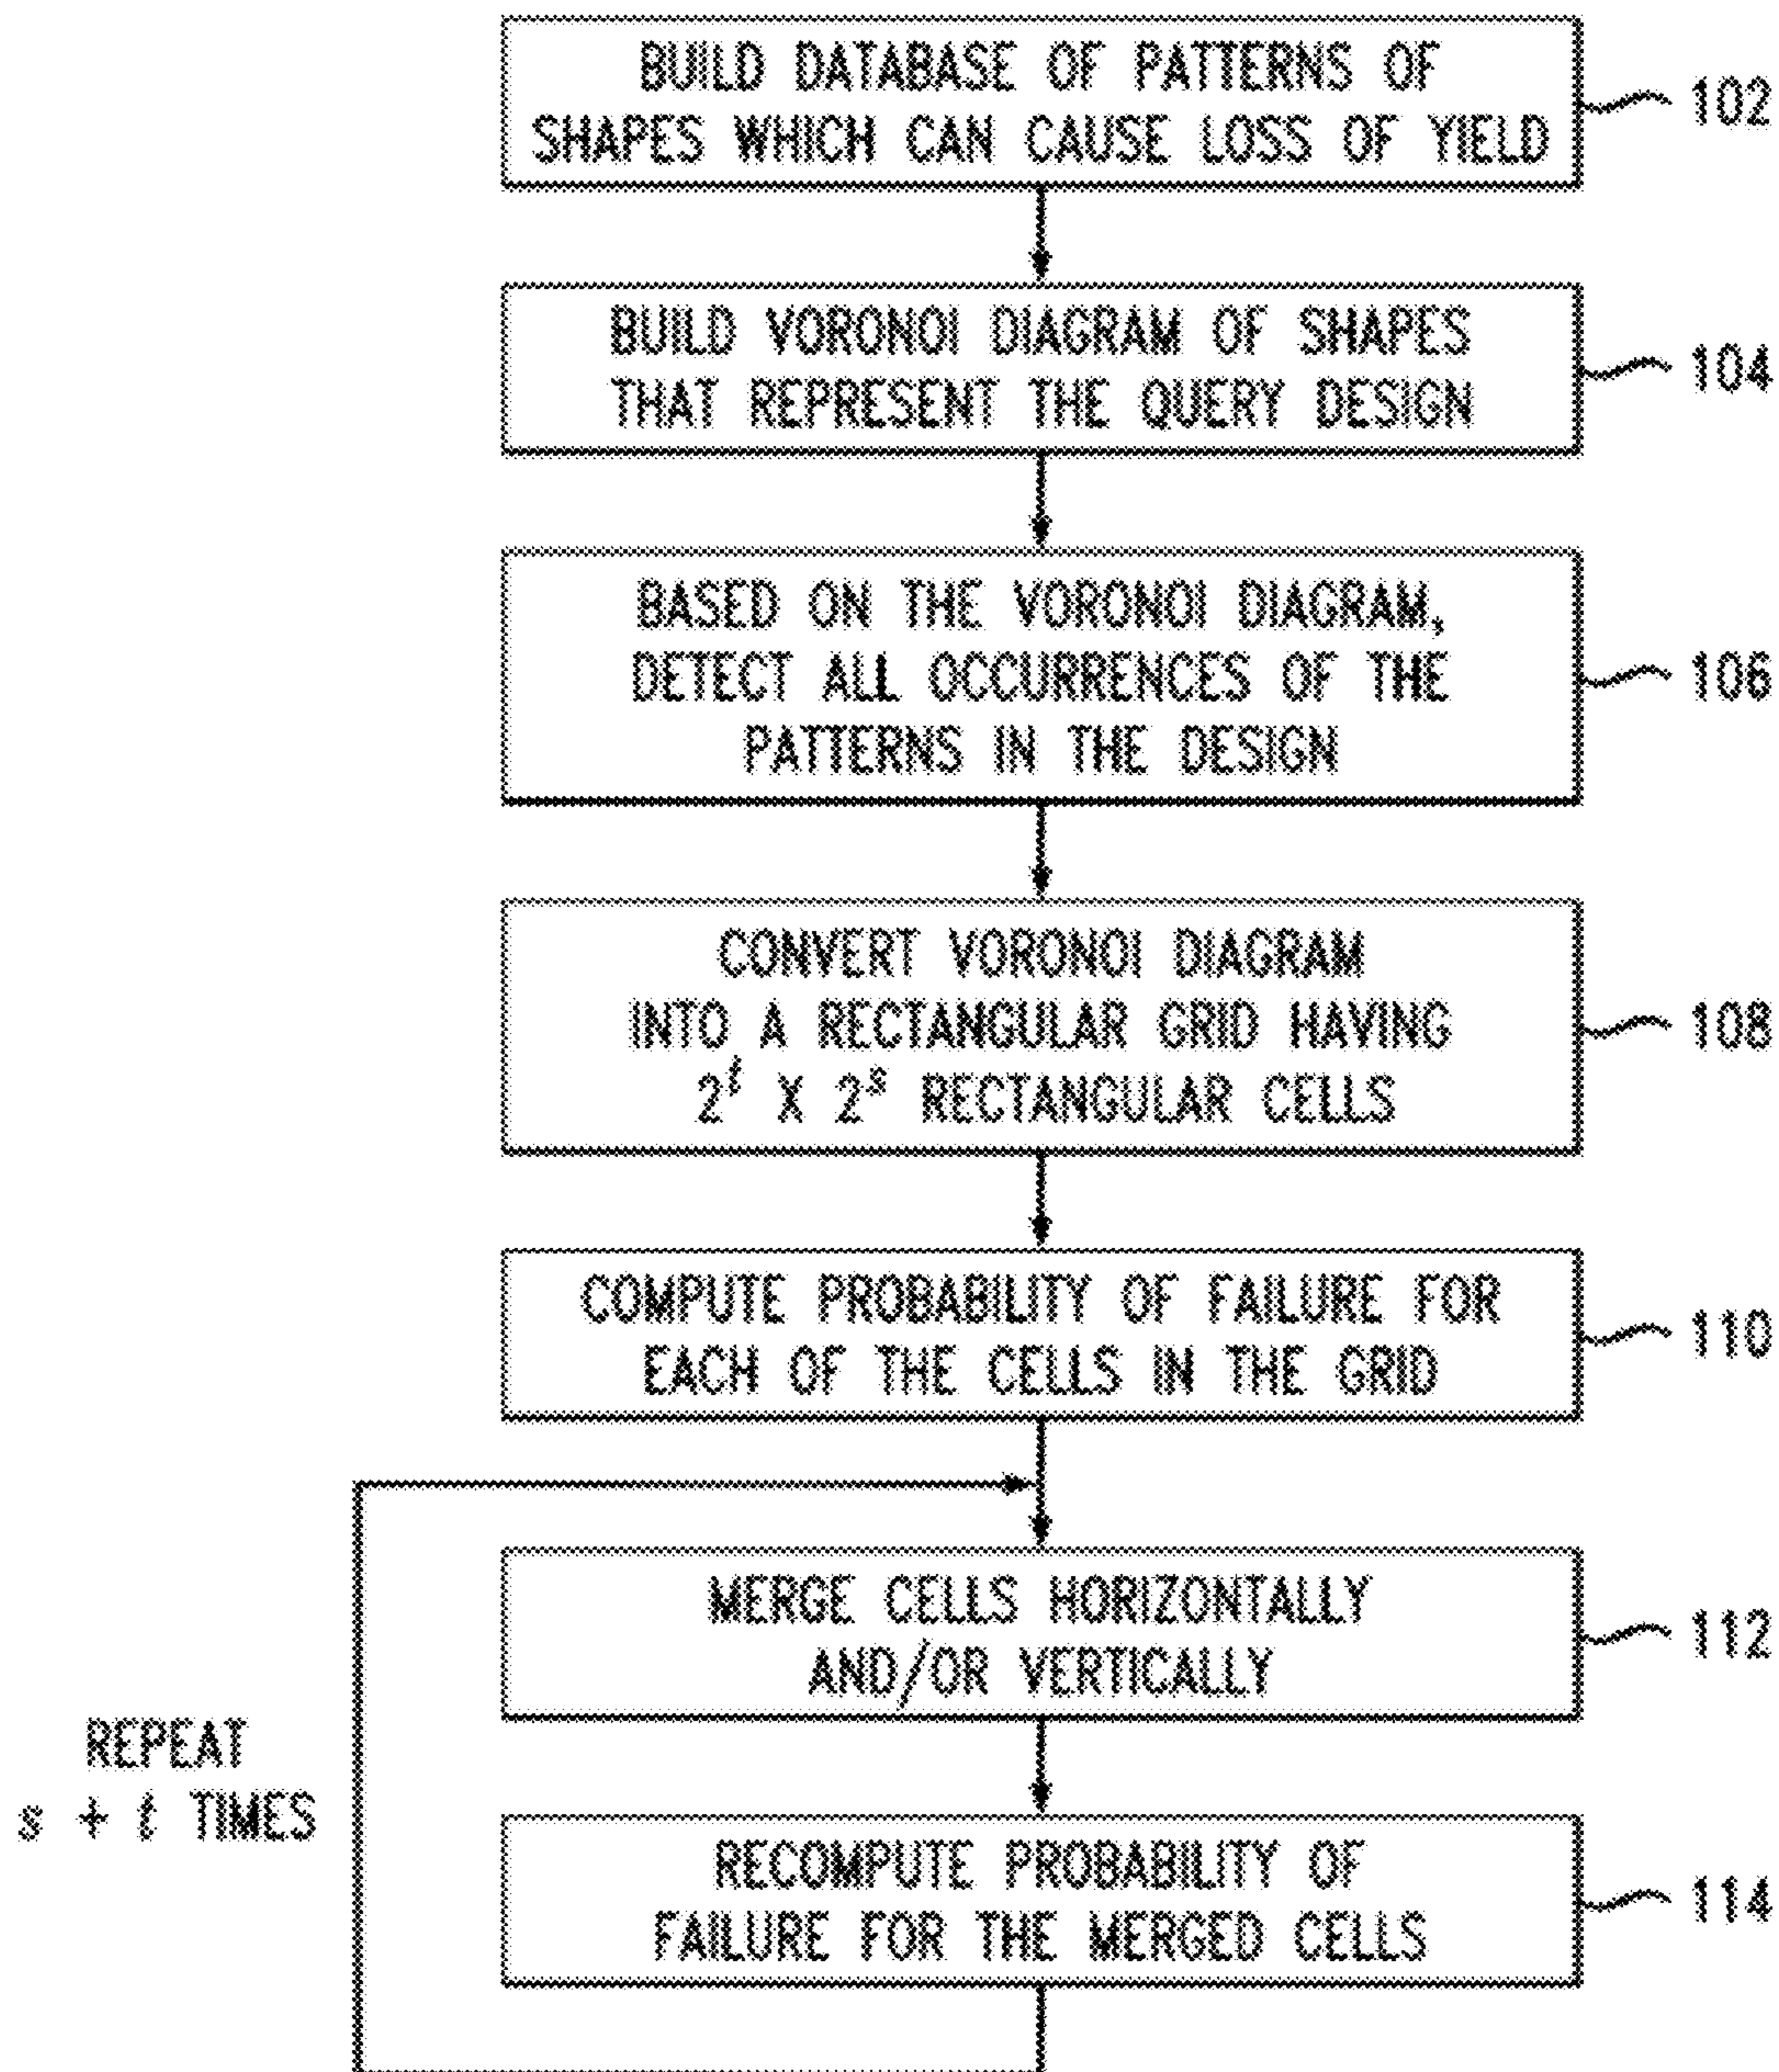 BUILD DATABASE OF PATTERNS OF
SHAPES WHICH CAN CAUSE LOSS OF YIELD
102
BUILD VORONOI DIAGRAM OF SHAPES
THAT REPRESENT THE QUERY DESIGN
104
BASED ON THE VORONOI DIAGRAM,
DETECT ALL OCCURRENCES OF THE
PATTERNS IN THE DESIGN
106
CONVERT VORONOI DIAGRAM
INTO A RECTANGULAR GRID HAVING
2^t X 2^s RECTANGULAR CELLS
108
COMPUTE PROBABILITY OF FAILURE FOR
EACH OF THE CELLS IN THE GRID
110
MERGE CELLS HORIZONTALLY
AND/OR VERTICALLY
112
REPEAT
s + t TIMES
RECOMPUTE PROBABILITY OF
FAILURE FOR THE MERGED CELLS
114